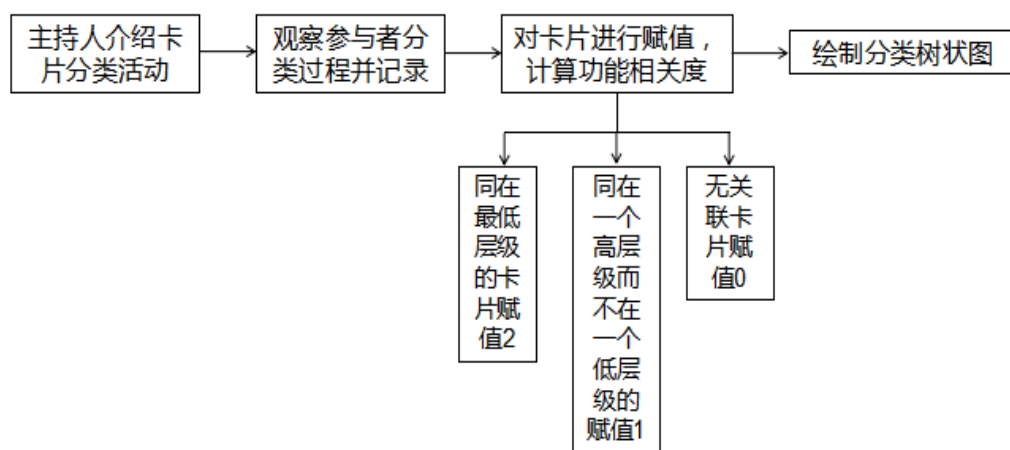 主持人介绍卡
片分类活动
观察参与者分
类过程并记录
对卡片进行赋值，
计算功能相关度
绘制分类树状图
同在
最低
层级
的卡
片赋
值2
同在
一个
高层
级而
不在
一个
低层
级的
赋值1
无关
联卡
片赋
值0